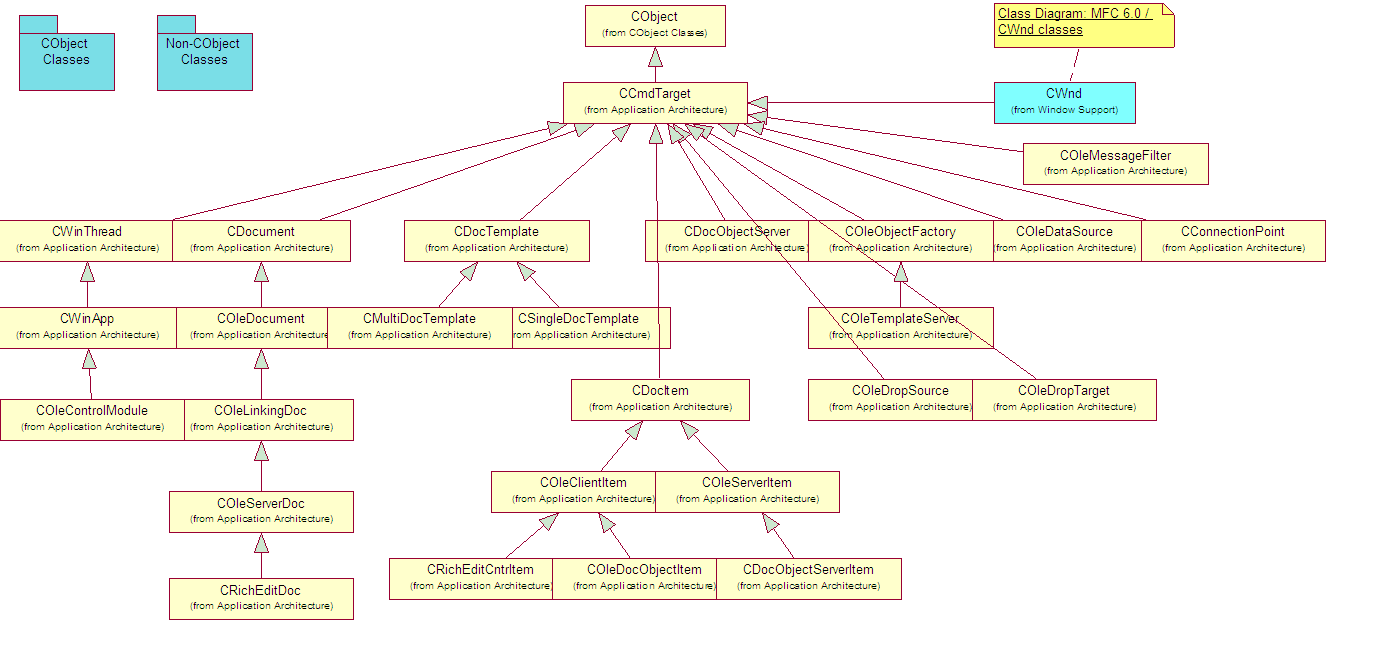 CObject
Classes
Non-CObject
Classes
CObject
(from CObject Classes)
Class Diagram: MFC 6.0 /
CWnd classes
CCmdTarget
(from Application Architecture)
CWnd
(from Window Support)
COleMessageFilter
(from Application Architecture)
CWinThread
(from Application Architecture)
CDocument
(from Application Architecture)
CDocTemplate
(from Application Architecture)
CDocObjectServer
(from Application Architecture)
COleObjectFactory
(from Application Architecture)
COleDataSource
(from Application Architecture)
CConnectionPoint
(from Application Architecture)
CWinApp
(from Application Architecture)
COleDocument
(from Application Architecture)
CMultiDocTemplate
(from Application Architecture)
CSingleDocTemplate
from Application Architecture)
COleTemplateServer
(from Application Architecture)
CDocItem
(from Application Architecture)
COleDropSource
(from Application Architecture)
COleDropTarget
(from Application Architecture)
COleControlModule
(from Application Architecture)
COleLinkingDoc
(from Application Architecture)
COleClientItem
(from Application Architecture)
COleServerItem
(from Application Architecture)
COleServerDoc
(from Application Architecture)
CRichEditCntrItem
(from Application Architecture)
COleDocObjectItem
(from Application Architecture)
CDocObjectServerItem
(from Application Architecture)
CRichEditDoc
(from Application Architecture)